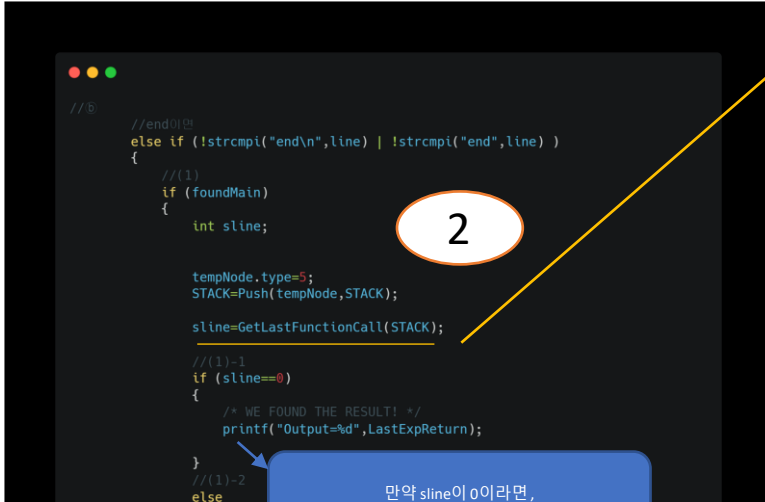 //ⓑ
//end이면
else if (!strcmpi("end\n",line) | !strcmpi("end",line) )
{
//(1)
if (foundMain)
{
int sline;
2
tempNode.type=5;
STACK=Push(tempNode,STACK);
sline=GetLastFunctionCall(STACK);
//(1)-1
if (sline==0)
{
/* WE FOUND THE RESULT! */
printf("Output=%d",LastExpReturn);
}
//(1)-2
else
만약 sline이 0이라면,